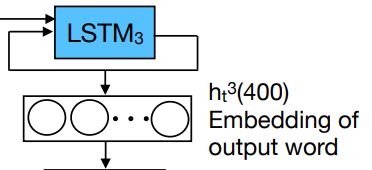 LSTM₃
hₜ³(400)
Embedding of
output word